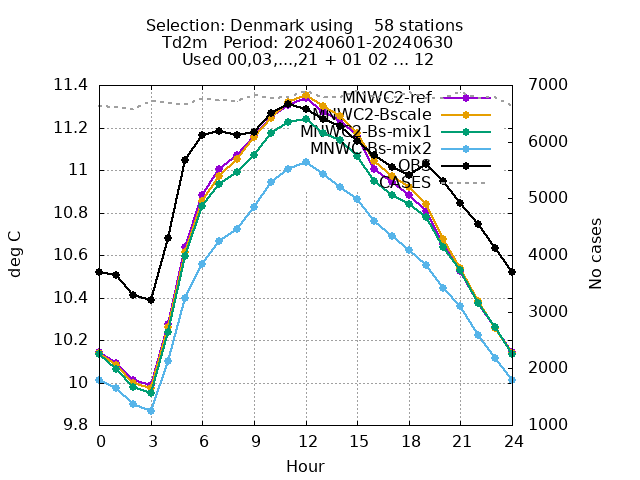 Selection: Denmark using    58 stations
Td2m   Period: 20240601-20240630
Used 00,03,...,21 + 01 02 ... 12
11.4
11.2
11
10.8
10.6
10.4
10.2
10
9.8
deg C
7000
6000
5000
4000
3000
2000
1000
No cases
MNWC2-ref
MNWC2-Bscale
MNWC2-Bs-mix1
MNWC-Bs-mix2
OBS
CASES
0 3 6 9 12 15 18 21 24
Hour